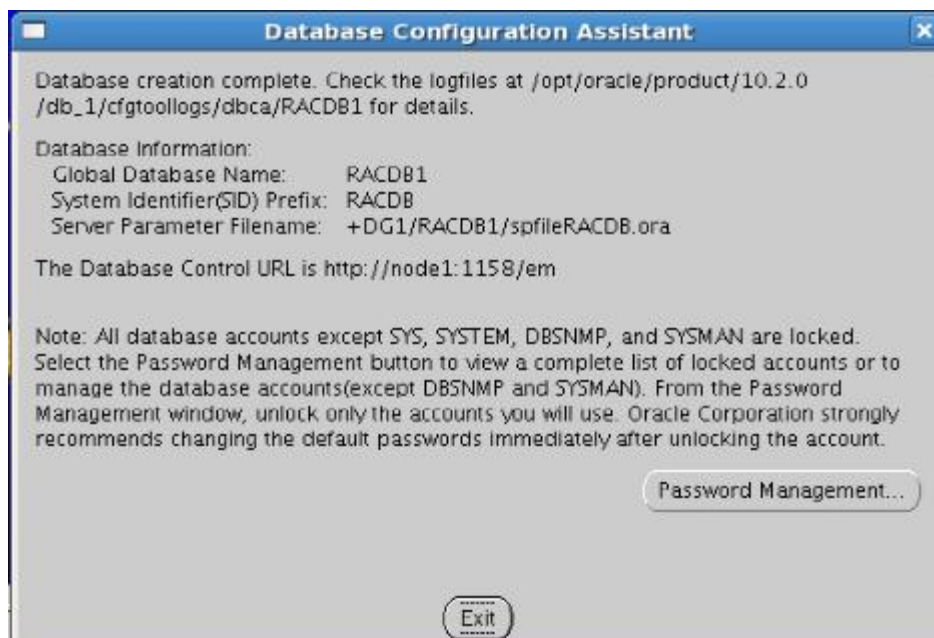 Database Configuration Assistant
Database creation complete. Check the logfiles at /opt/oracle/product/10.2.0
/db_1/cfgtoollogs/dbca/RACDB1 for details.
Database Information:
Global Database Name: RACDB1
System Identifier(SID) Prefix: RACDB
Server Parameter Filename: +DG1/RACDB1/spfileRACDB.ora
The Database Control URL is http://node1:1158/em
Note: All database accounts except SYS, SYSTEM, DBSNMP, and SYSMAN are locked.
Select the Password Management button to view a complete list of locked accounts or to
manage the database accounts(except DBSNMP and SYSMAN). From the Password
Management window, unlock only the accounts you will use. Oracle Corporation strongly
recommends changing the default passwords immediately after unlocking the account.
Password Management...
Exit